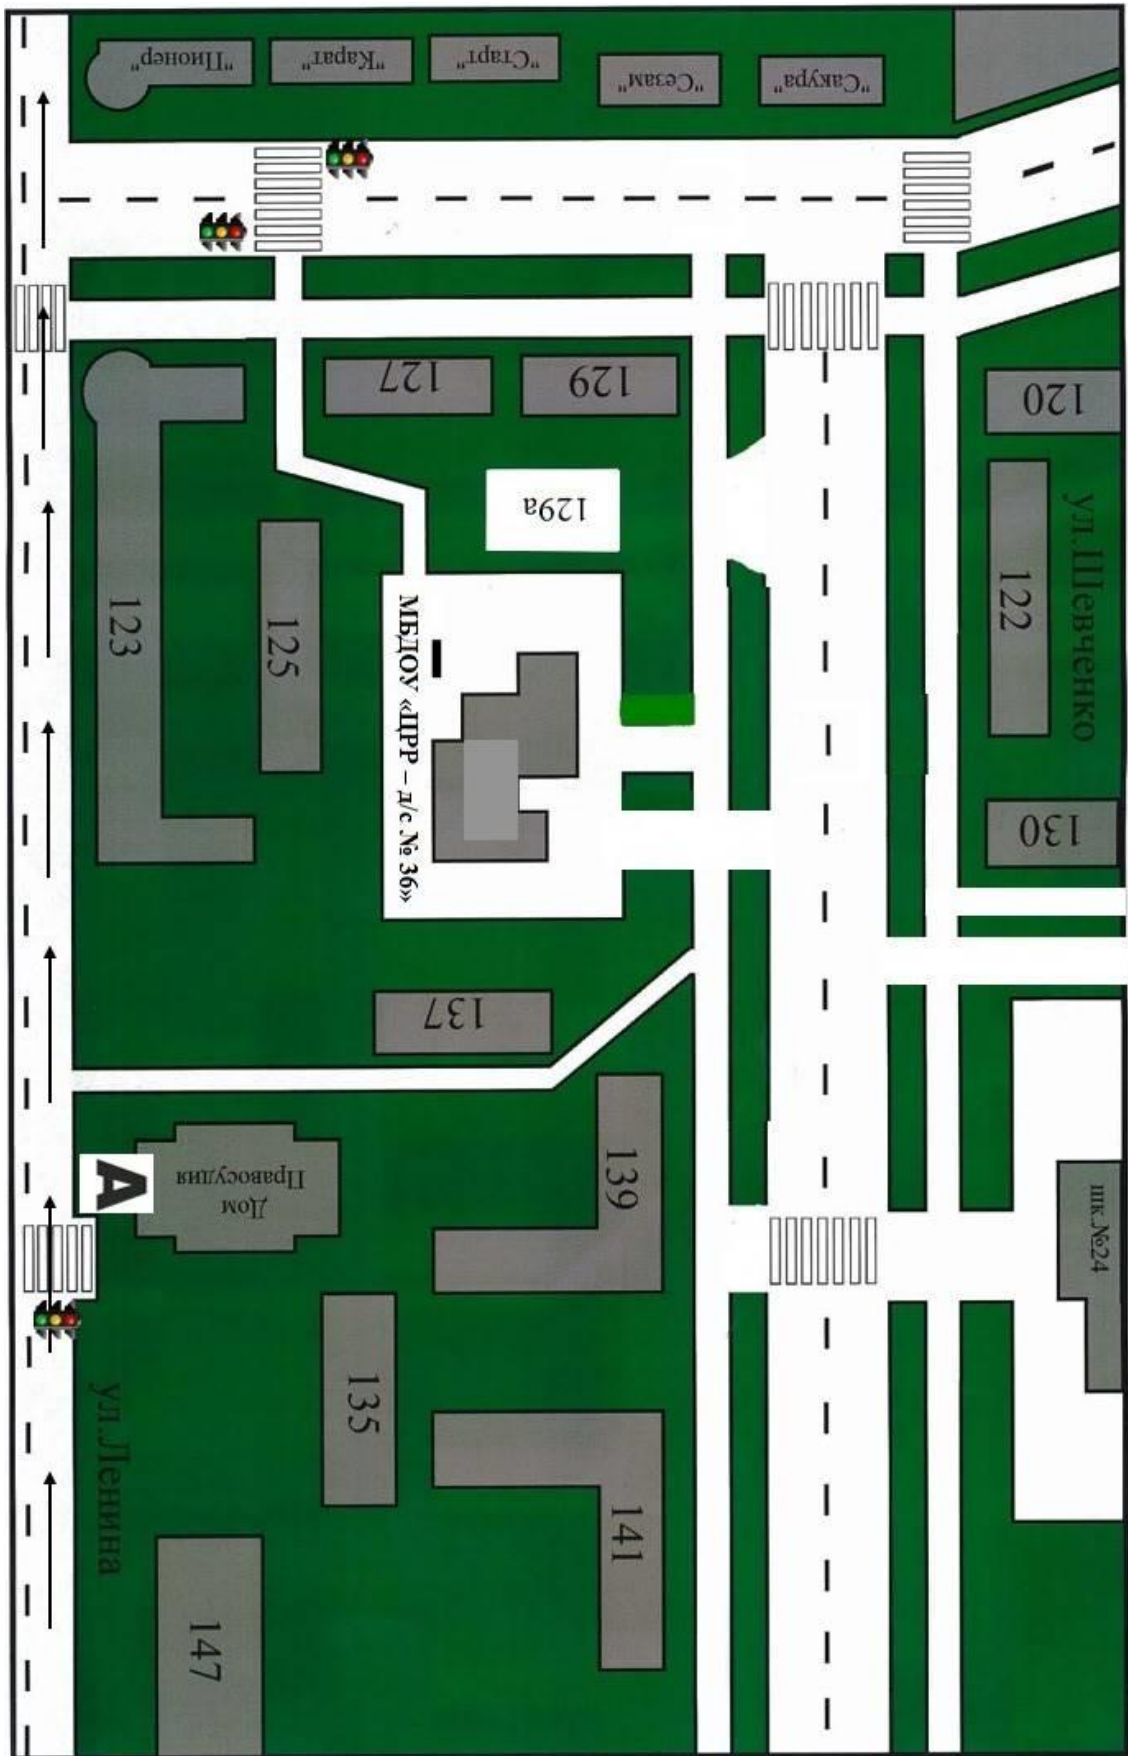 "Пионер"
"Карат"
"Старт"
"Сезам"
"Сакура"
127
129
120
129а
ул.Шевченко
122
123
125
МБДОУ «ЦРР – д/с № 36»
130
137
139
Дом
Правосудия
А
шк.№24
135
ул.Ленина
141
147